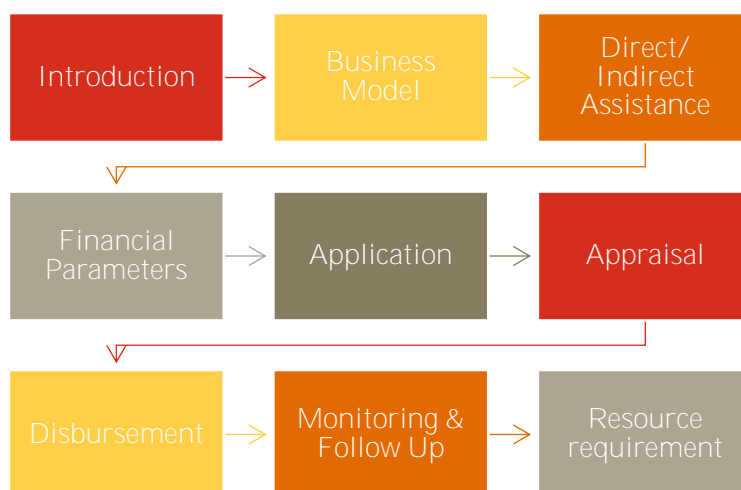 Introduction
Business
Model
Direct/
Indirect
Assistance
Financial
Parameters
Application
Appraisal
Disbursement
Monitoring &
Follow Up
Resource
requirement